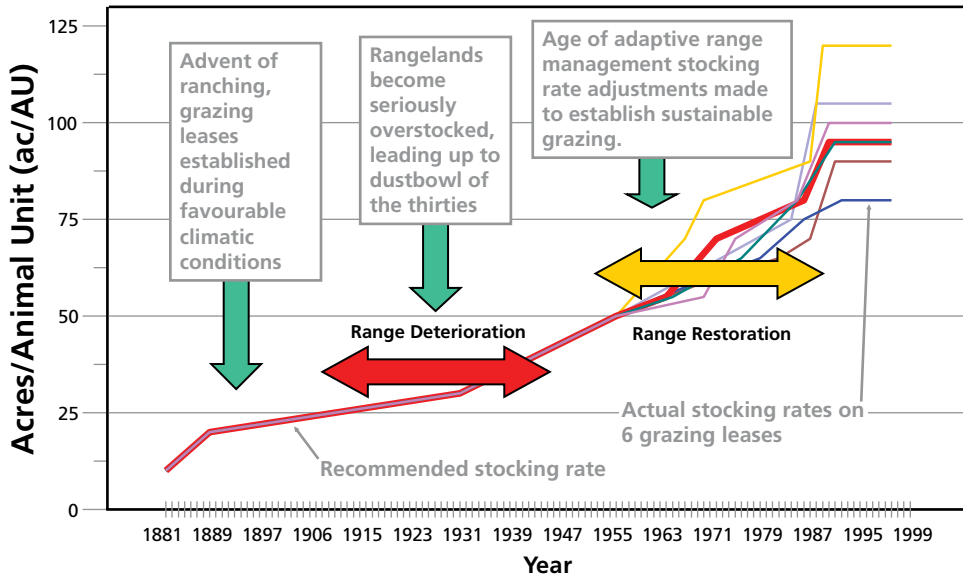 Acres/Animal Unit (ac/AU)
125
100
75
50
25
0
Advent of
ranching,
grazing
leases
established
during
favourable
climatic
conditions
Rangelands
become
seriously
overstocked,
leading up to
dustbowl of
the thirties
Age of adaptive range
management stocking
rate adjustments made
to establish sustainable
grazing.
Range Deterioration
Range Restoration
Actual stocking rates on
6 grazing leases
Recommended stocking rate
1881 1889 1897 1906 1915 1923 1931 1939 1947 1955 1963 1971 1979 1987 1995 1999
Year